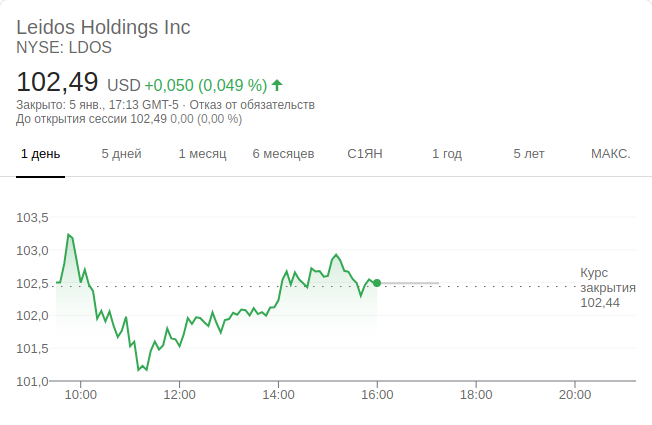 Leidos Holdings Inc
NYSE: LDOS
102,49 USD +0,050 (0,049 %)
Закрыто: 5 янв., 17:13 GMT-5 · Отказ от обязательств
До открытия сессии 102,49 0,00 (0,00 %)
1 день 5 дней 1 месяц 6 месяцев С1ЯН 1 год 5 лет МАКС.
103,5
103,0
102,5
102,0
101,5
101,0
Курс
закрытия
102,44
10:00 12:00 14:00 16:00 18:00 20:00